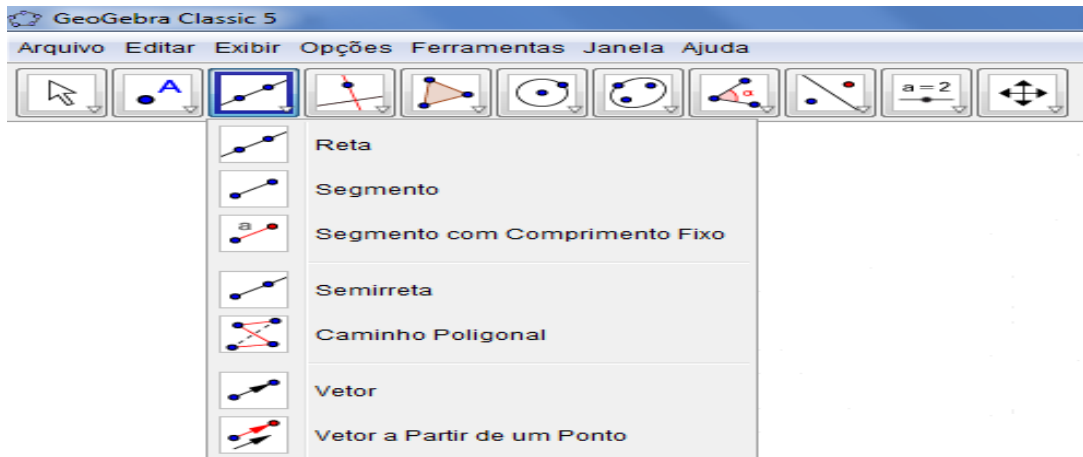 GeoGebra Classic 5
Arquivo Editar Exibir Opções Ferramentas Janela Ajuda
A α a = 2
Reta
Segmento
a
Segmento com Comprimento Fixo
Semirreta
Caminho Poligonal
Vetor
Vetor a Partir de um Ponto